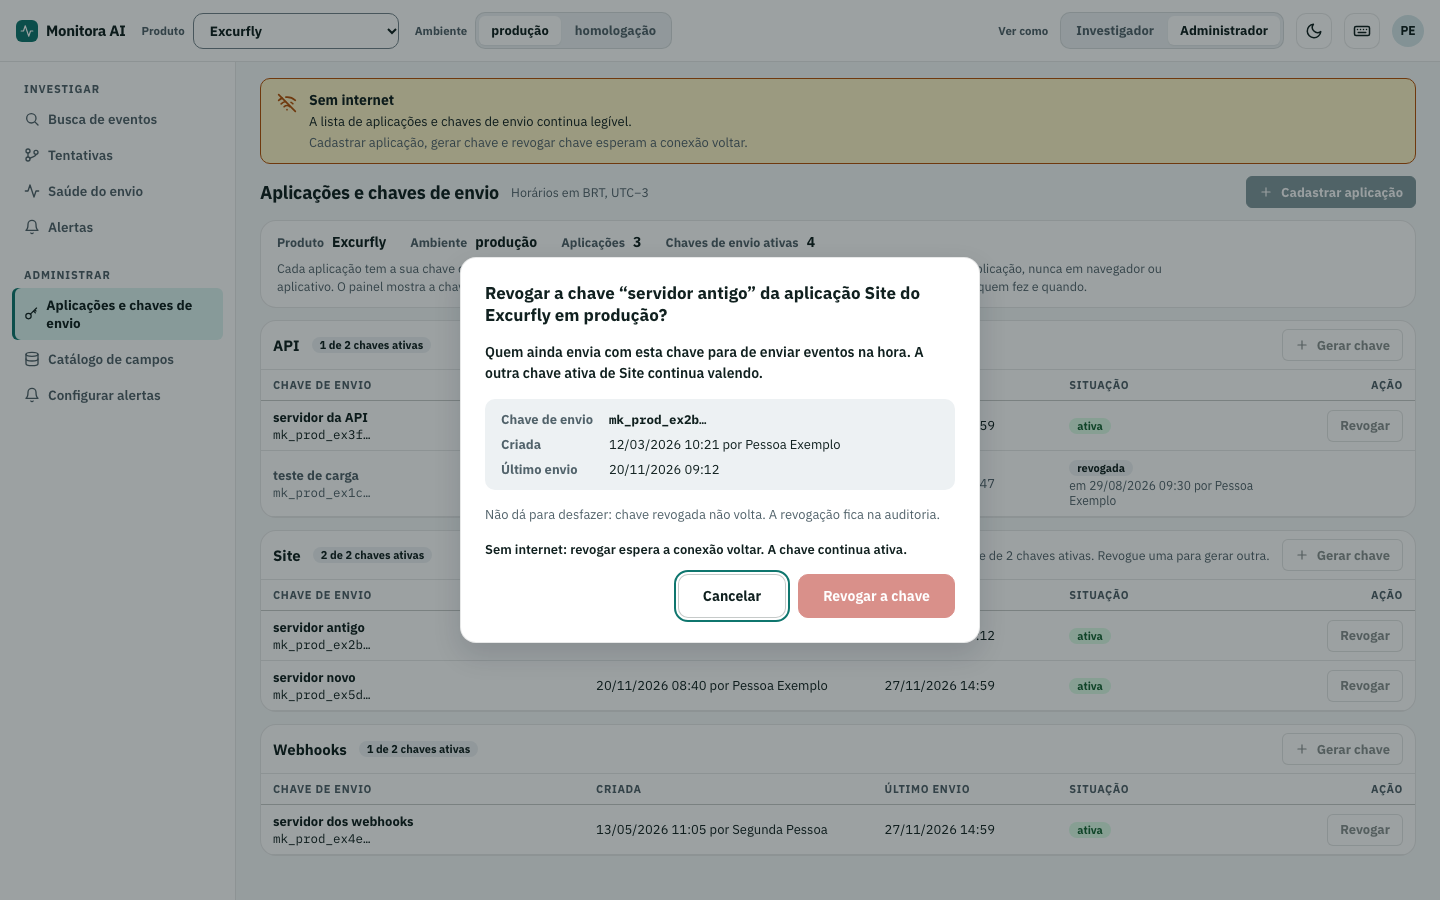 Monitora AI
Produto
Excurfly
Ambiente
produção
homologação
Ver como
Investigador
Administrador
PE
INVESTIGAR
Busca de eventos
Tentativas
Saúde do envio
Alertas
ADMINISTRAR
Aplicações e chaves de
envio
Catálogo de campos
Configurar alertas
Sem internet
A lista de aplicações e chaves de envio continua legível.
Cadastrar aplicação, gerar chave e revogar chave esperam a conexão voltar.
Aplicações e chaves de envio
Horários em BRT, UTC−3
Cadastrar aplicação
Produto Excurfly Ambiente produção Aplicações 3 Chaves de envio ativas 4
Cada aplicação tem a sua chave
plicação, nunca em navegador ou
aplicativo. O painel mostra a
quem fez e quando.
API
1 de 2 chaves ativas
Gerar chave
CHAVE DE ENVIO
SITUAÇÃO
AÇÃO
servidor da API
mk_prod_ex3f…
59
ativa
Revogar
teste de carga
mk_prod_ex1c…
47
revogada
em 29/08/2026 09:30 por Pessoa
Exemplo
Site
2 de 2 chaves ativas
e de 2 chaves ativas. Revogue uma para gerar outra.
Gerar chave
CHAVE DE ENVIO
SITUAÇÃO
AÇÃO
servidor antigo
mk_prod_ex2b…
12
ativa
Revogar
servidor novo
mk_prod_ex5d…
20/11/2026 08:40 por Pessoa Exemplo
27/11/2026 14:59
ativa
Revogar
Webhooks
1 de 2 chaves ativas
Gerar chave
CHAVE DE ENVIO
CRIADA
ÚLTIMO ENVIO
SITUAÇÃO
AÇÃO
servidor dos webhooks
mk_prod_ex4e…
13/05/2026 11:05 por Segunda Pessoa
27/11/2026 14:59
ativa
Revogar
Revogar a chave “servidor antigo” da aplicação Site do
Excurfly em produção?
Quem ainda envia com esta chave para de enviar eventos na hora. A
outra chave ativa de Site continua valendo.
Chave de envio mk_prod_ex2b…
Criada 12/03/2026 10:21 por Pessoa Exemplo
Último envio 20/11/2026 09:12
Não dá para desfazer: chave revogada não volta. A revogação fica na auditoria.
Sem internet: revogar espera a conexão voltar. A chave continua ativa.
Cancelar
Revogar a chave